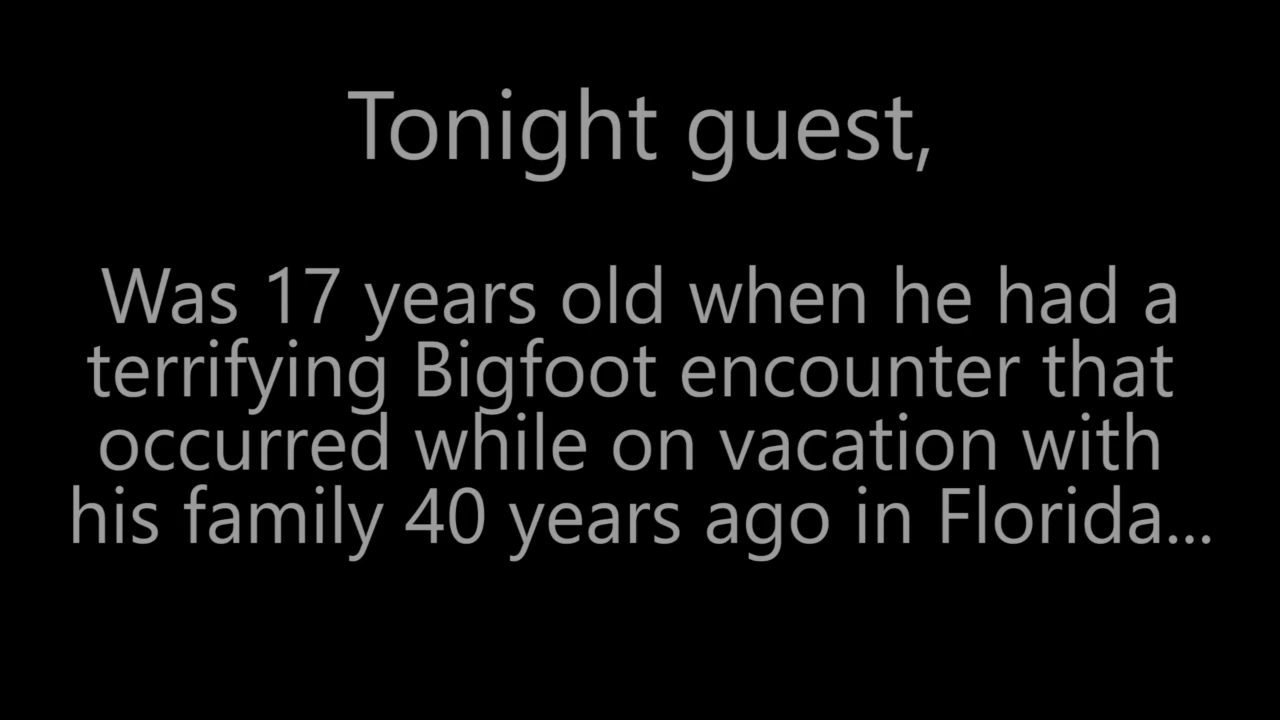 Tonight guest,
Was 17 years old when he had a
terrifying Bigfoot encounter that
occurred while on vacation with
his family 40 years ago in Florida...